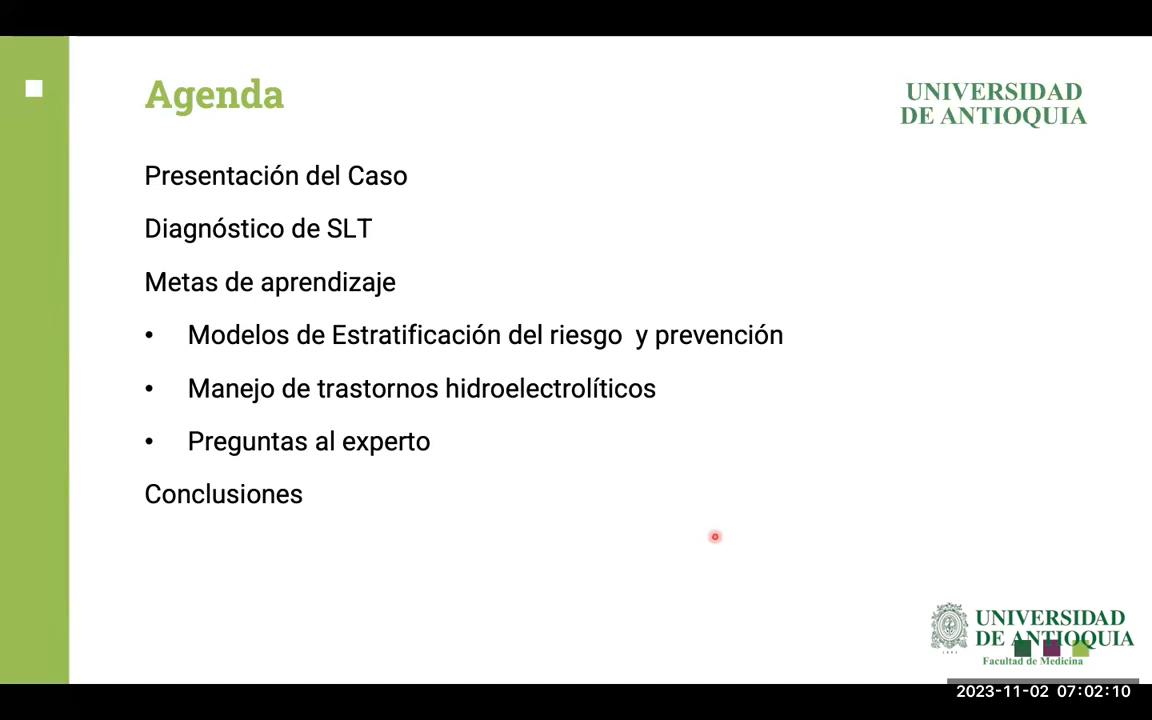 Agenda
UNIVERSIDAD
DE ANTIOQUIA
Presentación del Caso
Diagnóstico de SLT
Metas de aprendizaje
• Modelos de Estratificación del riesgo y prevención
• Manejo de trastornos hidroelectrolíticos
• Preguntas al experto
Conclusiones
UNIVERSIDAD
DE ANTIOQUIA
Facultad de Medicina
2023-11-02 07:02:10